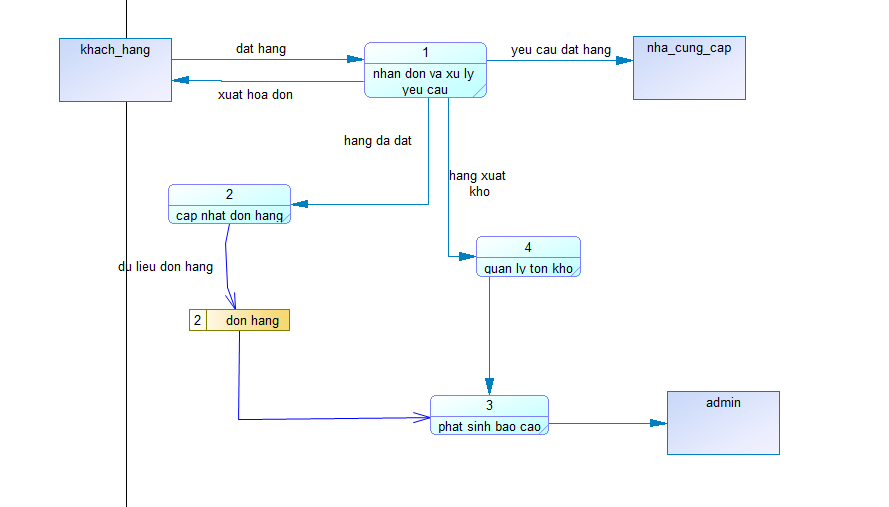 khach_hang
dat hang
xuat hoa don
1
nhan don va xu ly
yeu cau
yeu cau dat hang
nha_cung_cap
hang da dat
hang xuat
kho
2
cap nhat don hang
4
quan ly ton kho
du lieu don hang
2 don hang
3
phat sinh bao cao
admin